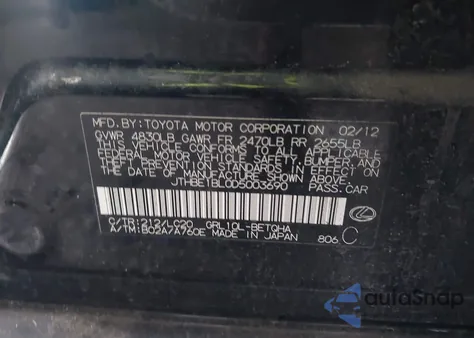 MFD. BY: TOYOTA MOTOR CORPORATION 02/12
GVWR 4830LB GAWR FR 2470LB RR 2655LB
THIS VEHICLE CONFORMS TO ALL APPLICABLE
FEDERAL MOTOR VEHICLE SAFETY, BUMPER, AND
THEFT PREVENTION STANDARDS IN EFFECT ON
THE DATE OF MANUFACTURE SHOWN ABOVE.
JTHBE1BL0D5003690 PASS. CAR
C/TR: 212/LC20 GRL10L-BETQHA
A/TM: B02A/A760E MADE IN JAPAN 806 C
autoSnap